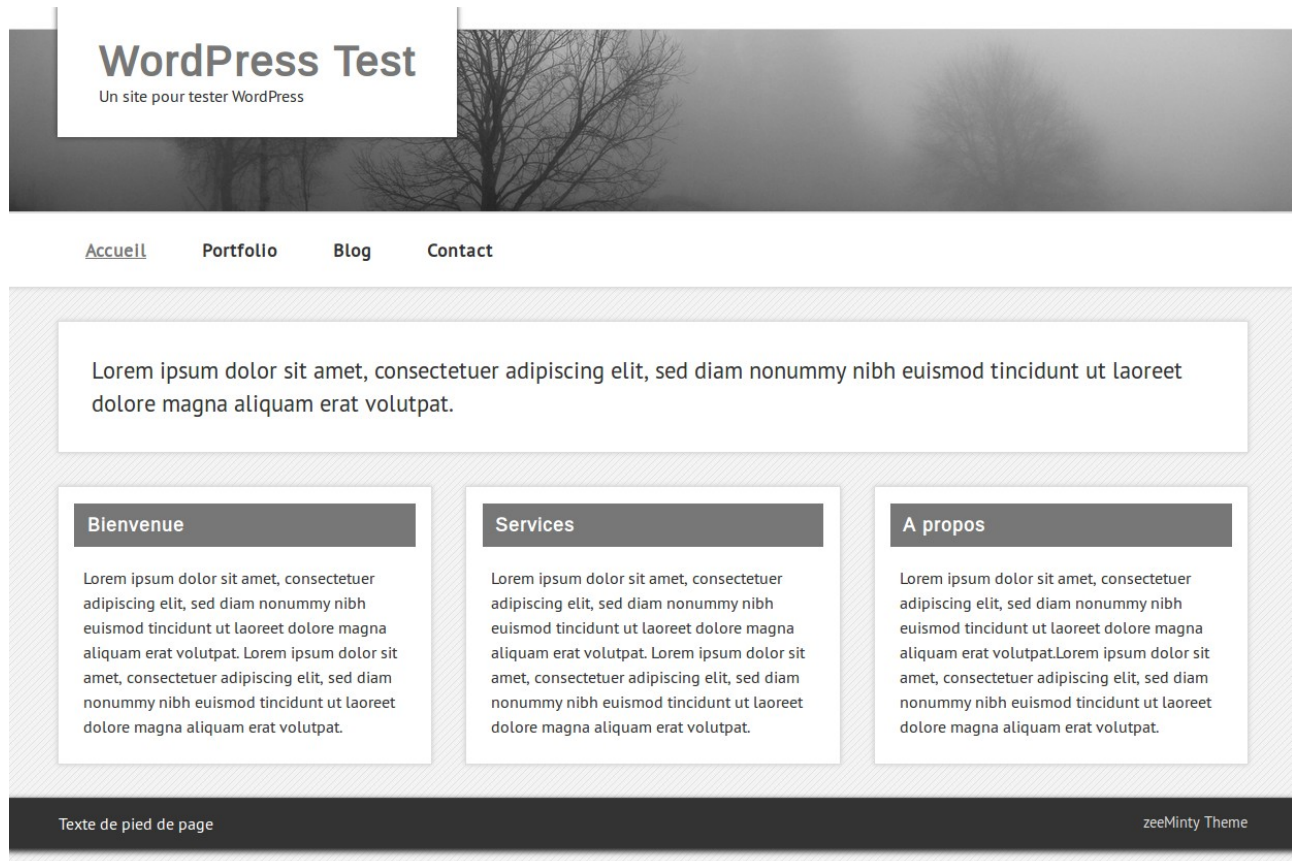 WordPress Test
Un site pour tester WordPress
Accueil Portfolio Blog Contact
Lorem ipsum dolor sit amet, consectetuer adipiscing elit, sed diam nonummy nibh euismod tincidunt ut laoreet
dolore magna aliquam erat volutpat.
Bienvenue
Lorem ipsum dolor sit amet, consectetuer
adipiscing elit, sed diam nonummy nibh
euismod tincidunt ut laoreet dolore magna
aliquam erat volutpat. Lorem ipsum dolor sit
amet, consectetuer adipiscing elit, sed diam
nonummy nibh euismod tincidunt ut laoreet
dolore magna aliquam erat volutpat.
Services
Lorem ipsum dolor sit amet, consectetuer
adipiscing elit, sed diam nonummy nibh
euismod tincidunt ut laoreet dolore magna
aliquam erat volutpat. Lorem ipsum dolor sit
amet, consectetuer adipiscing elit, sed diam
nonummy nibh euismod tincidunt ut laoreet
dolore magna aliquam erat volutpat.
A propos
Lorem ipsum dolor sit amet, consectetuer
adipiscing elit, sed diam nonummy nibh
euismod tincidunt ut laoreet dolore magna
aliquam erat volutpat.Lorem ipsum dolor sit
amet, consectetuer adipiscing elit, sed diam
nonummy nibh euismod tincidunt ut laoreet
dolore magna aliquam erat volutpat.
Texte de pied de page
zeeMinty Theme